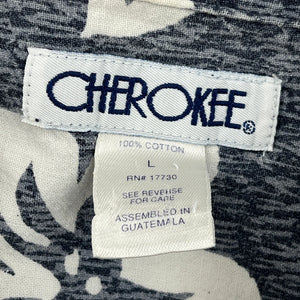 CHEROKEE®
100% COTTON
L
RN# 17730
SEE REVERSE
FOR CARE
ASSEMBLED IN
GUATEMALA